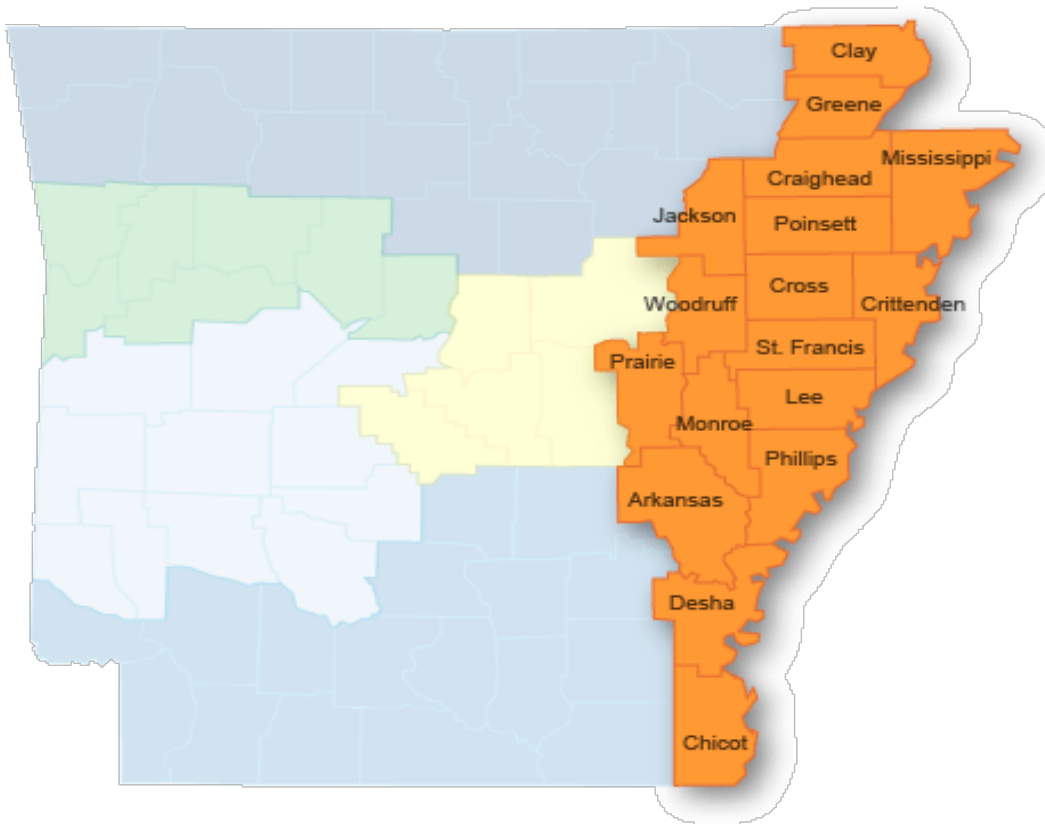 Clay
Greene
Mississippi
Craighead
Jackson
Poinsett
Cross
Woodruff
Crittenden
St. Francis
Prairie
Lee
Monroe
Phillips
Arkansas
Desha
Chicot